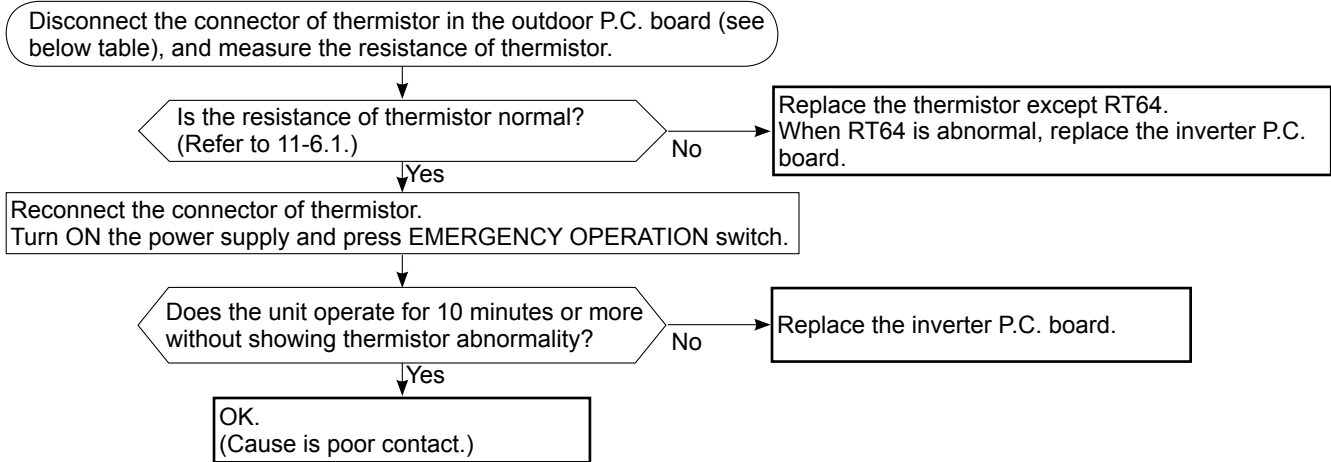 Disconnect the connector of thermistor in the outdoor P.C. board (see
below table), and measure the resistance of thermistor.
Is the resistance of thermistor normal?
(Refer to 11-6.1.)
No
Replace the thermistor except RT64.
When RT64 is abnormal, replace the inverter P.C.
board.
Yes
Reconnect the connector of thermistor.
Turn ON the power supply and press EMERGENCY OPERATION switch.
Does the unit operate for 10 minutes or more
without showing thermistor abnormality?
No
Replace the inverter P.C. board.
Yes
OK.
(Cause is poor contact.)